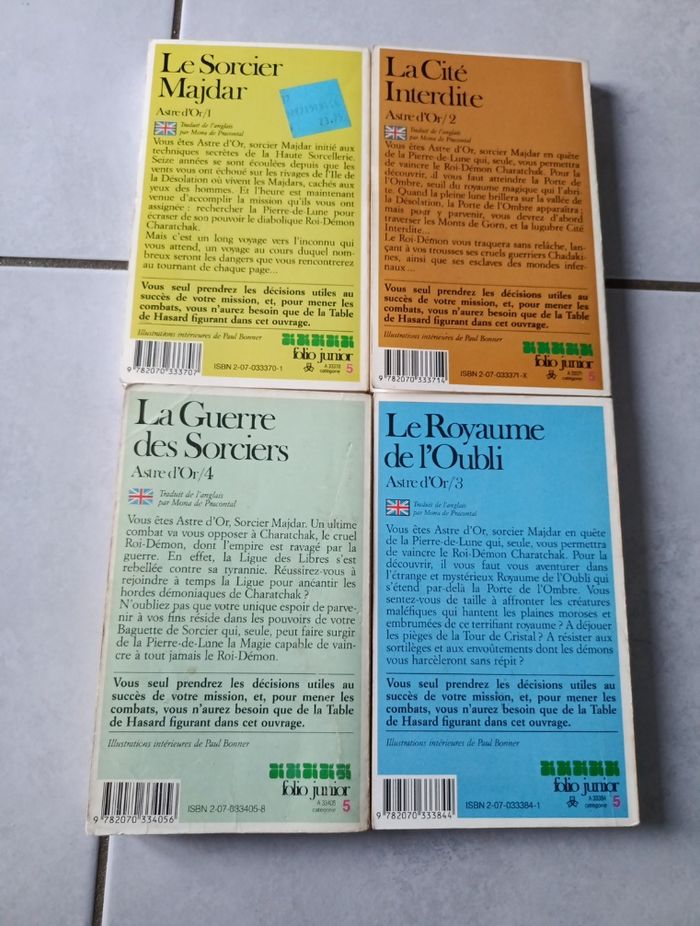 Le Sorcier
Majdar
Astre d'Or/1
Traduit de l'anglais
par Mona de Pracontal
Vous êtes Astre d'Or, sorcier Majdar initié aux
techniques secrètes de la Haute Sorcellerie.
Seize années se sont écoulées depuis que les
vents vous ont échoué sur les rivages de l'Ile de
la Désolation où vivent les Majdars, cachés aux
yeux des hommes. Et l'heure est maintenant
venue d'accomplir la mission qu'ils vous ont
assignée : rechercher la Pierre-de-Lune pour
écraser de son pouvoir le diabolique Roi-Démon
Charatchak.
Mais c'est un long voyage vers l'inconnu qui
vous attend, un voyage au cours duquel nom-
breux seront les dangers que vous rencontrerez
au tournant de chaque page...
Vous seul prendrez les décisions utiles au
succès de votre mission, et, pour mener les
combats, vous n'aurez besoin que de la Table
de Hasard figurant dans cet ouvrage.
Illustrations intérieures de Paul Bonner
folio junior
9 782070 333707
ISBN 2-07-033370-1
A 33370
catégorie 5
La Cité
Interdite
Astre d'Or/2
Traduit de l'anglais
par Mona de Pracontal
Vous êtes Astre d'Or, sorcier Majdar en quête
de la Pierre-de-Lune qui, seule, vous permettra
de vaincre le Roi-Démon Charatchak. Pour la
découvrir, il vous faut atteindre la Porte de
l'Ombre, seuil du royaume magique qui l'abri-
te. Quand la pleine lune brillera sur la vallée de
la Désolation, la Porte de l'Ombre apparaîtra ;
mais pour y parvenir, vous devrez d'abord
traverser les Monts de Gorn, et la lugubre Cité
Interdite...
Le Roi-Démon vous traquera sans relâche, lan-
çant à vos trousses ses cruels guerriers Chadaki-
nes, ainsi que ses esclaves des mondes infer-
naux ...
Vous seul prendrez les décisions utiles au
succès de votre mission, et, pour mener les
combats, vous n'aurez besoin que de la Table
de Hasard figurant dans cet ouvrage.
Illustrations intérieures de Paul Bonner
folio junior
9 782070 333714
ISBN 2-07-033371-X
A 33371
catégorie 5
La Guerre
des Sorciers
Astre d'Or/4
Traduit de l'anglais
par Mona de Pracontal
Vous êtes Astre d'Or, Sorcier Majdar. Un ultime
combat va vous opposer à Charatchak, le cruel
Roi-Démon, dont l'empire est ravagé par la
guerre. En effet, la Ligue des Libres s'est
rebellée contre sa tyrannie. Réussirez-vous à
rejoindre à temps la Ligue pour anéantir les
hordes démoniaques de Charatchak ?
N'oubliez pas que votre unique espoir de parve-
nir à vos fins réside dans les pouvoirs de votre
Baguette de Sorcier qui, seule, peut faire surgir
de la Pierre-de-Lune la Magie capable de vain-
cre à tout jamais le Roi-Démon.
Vous seul prendrez les décisions utiles au
succès de votre mission, et, pour mener les
combats, vous n'aurez besoin que de la Table
de Hasard figurant dans cet ouvrage.
Illustrations intérieures de Paul Bonner
folio junior
9 782070 334056
ISBN 2-07-033405-8
A 33405
catégorie 5
Le Royaume
de l'Oubli
Astre d'Or/3
Traduit de l'anglais
par Mona de Pracontal
Vous êtes Astre d'Or, sorcier Majdar en quête
de la Pierre-de-Lune qui, seule, vous permettra
de vaincre le Roi-Démon Charatchak. Pour la
découvrir, il vous faut vous aventurer dans
l'étrange et mystérieux Royaume de l'Oubli qui
s'étend par-delà la Porte de l'Ombre. Vous
sentez-vous de taille à affronter les créatures
maléfiques qui hantent les plaines moroses et
embrumées de ce terrifiant royaume ? A déjouer
les pièges de la Tour de Cristal ? A résister aux
sortilèges et aux envoûtements dont les démons
vous harcèleront sans répit ?
Vous seul prendrez les décisions utiles au
succès de votre mission, et, pour mener les
combats, vous n'aurez besoin que de la Table
de Hasard figurant dans cet ouvrage.
Illustrations intérieures de Paul Bonner
folio junior
9 782070 333844
ISBN 2-07-033384-1
A 33384
catégorie 5